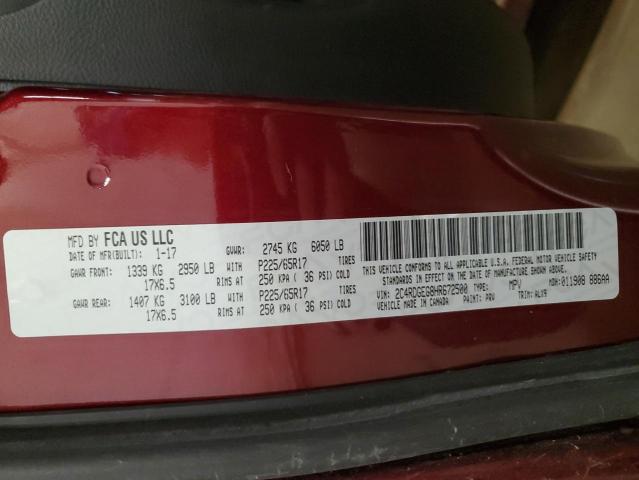 MFD BY FCA US LLC
DATE OF MFR(BUILT): 1-17 GVWR: 2745 KG 6050 LB
GAWR FRONT: 1339 KG 2950 LB WITH P225/65R17 TIRES
17X6.5 RIMS AT 250 KPA ( 36 PSI COLD)
GAWR REAR: 1407 KG 3100 LB WITH P225/65R17 TIRES
17X6.5 RIMS AT 250 KPA ( 36 PSI COLD)
THIS VEHICLE CONFORMS TO ALL APPLICABLE U.S.A. FEDERAL MOTOR VEHICLE SAFETY
STANDARDS IN EFFECT ON THE DATE OF MANUFACTURE SHOWN ABOVE.
VIN: 2C4RDGEG8HR672500 TYPE: MPV MDH: 011908 886AA
VEHICLE MADE IN CANADA PAINT: PRV TRIM: ALX9